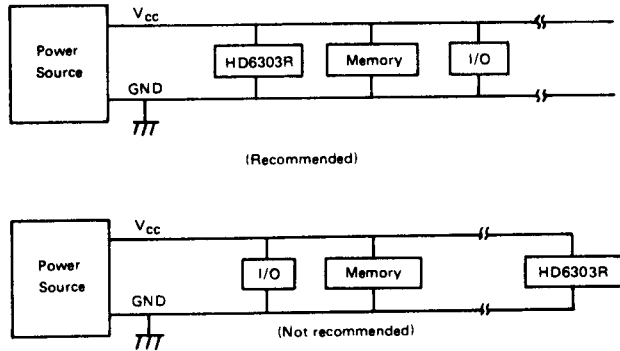 Vcc
Power
Source
HD6303R
Memory
I/O
GND
(Recommended)
Vcc
Power
Source
I/O
Memory
HD6303R
GND
(Not recommended)